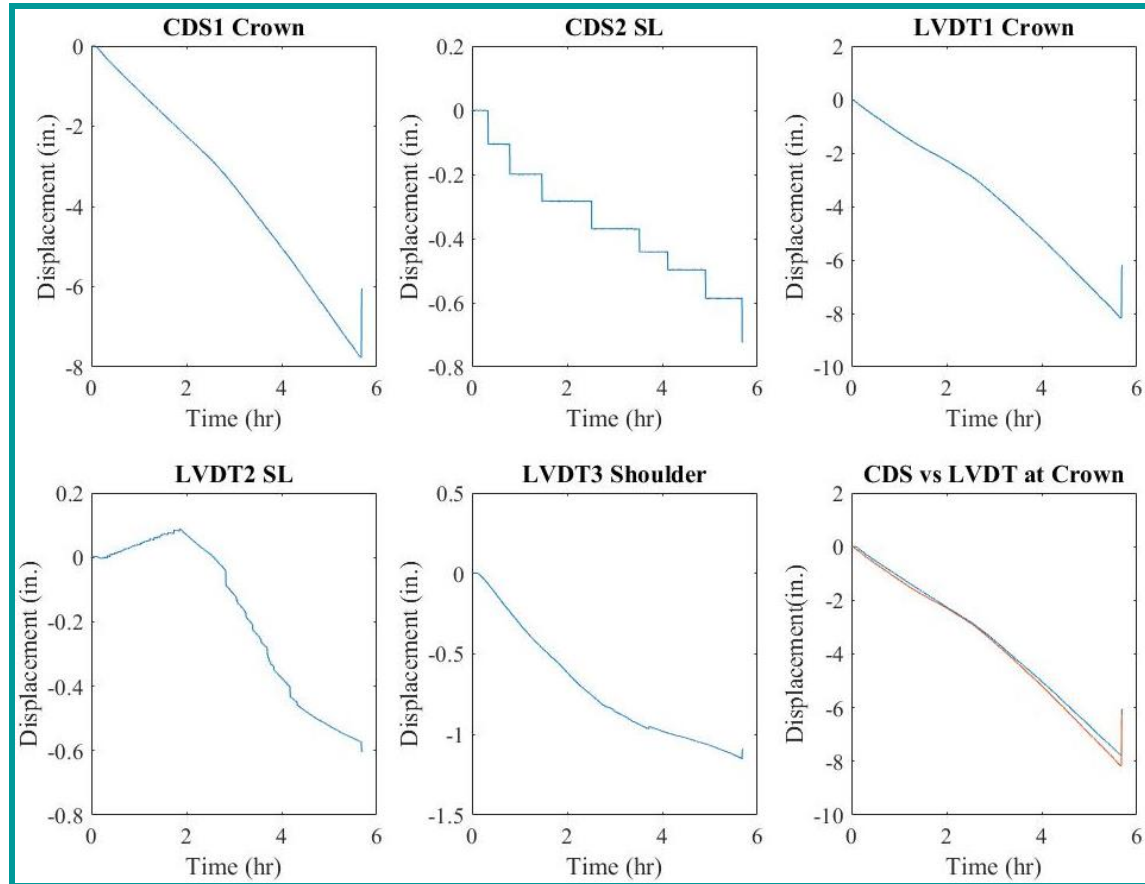 CDS1 Crown
0
-2
-4
-6
-8
0 2 4 6
Displacement (in.)
Time (hr)
CDS2 SL
0.2
0
-0.2
-0.4
-0.6
-0.8
0 2 4 6
Displacement (in.)
Time (hr)
LVDT1 Crown
2
0
-2
-4
-6
-8
-10
0 2 4 6
Displacement (in.)
Time (hr)
LVDT2 SL
0.2
0
-0.2
-0.4
-0.6
-0.8
0 2 4 6
Displacement (in.)
Time (hr)
LVDT3 Shoulder
0.5
0
-0.5
-1
-1.5
0 2 4 6
Displacement (in.)
Time (hr)
CDS vs LVDT at Crown
2
0
-2
-4
-6
-8
-10
0 2 4 6
Displacement(in.)
Time (hr)